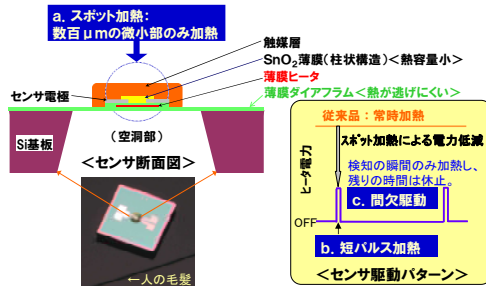 a. スポット加熱：
数百μmの微小部のみ加熱
触媒層
SnO2薄膜（柱状構造）＜熱容量小＞
薄膜ヒータ
薄膜ダイアフラム＜熱が逃げにくい＞
センサ電極
Si基板
（空洞部）
＜センサ断面図＞
←人の毛髪
従来品：常時加熱
スポット加熱による電力低減
検知の瞬間のみ加熱し、
残りの時間は休止。
ヒータ電力
c. 間欠駆動
OFF
b. 短パルス加熱
＜センサ駆動パターン＞